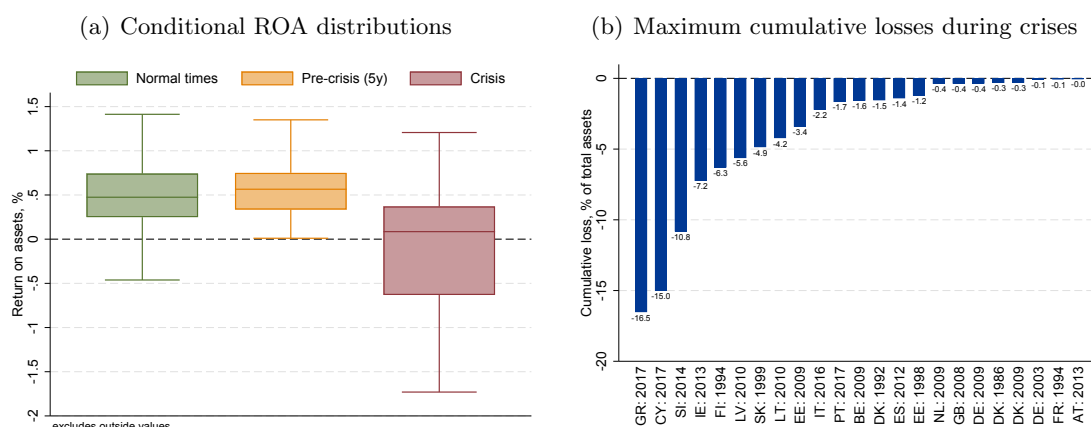 (a) Conditional ROA distributions
Normal times
Pre-crisis (5y)
Crisis
Return on assets, %
1.5
1
.5
0
-.5
-1
-1.5
-2
excludes outside values
(b) Maximum cumulative losses during crises
Cumulative loss, % of total assets
0
-5
-10
-15
-20
-16.5
-15.0
-10.8
-7.2
-6.3
-5.6
-4.9
-4.2
-3.4
-2.2
-1.7
-1.6
-1.5
-1.4
-1.2
-0.4
-0.4
-0.4
-0.3
-0.3
-0.1
-0.1
-0.0
GR: 2017
CY: 2017
SI: 2014
IE: 2013
FI: 1994
LV: 2010
SK: 1999
LT: 2010
EE: 2009
IT: 2016
PT: 2017
BE: 2009
DK: 1992
ES: 2012
EE: 1998
NL: 2009
GB: 2008
DE: 2009
DK: 1986
DK: 2009
DE: 2003
FR: 1994
AT: 2013